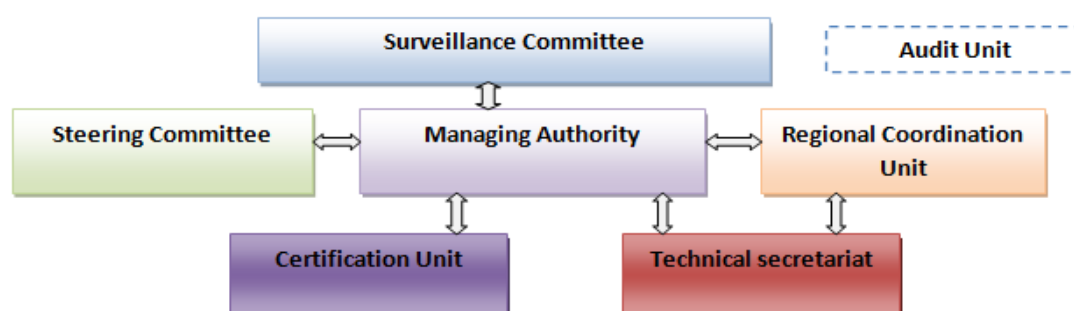 Surveillance Committee
Audit Unit
Steering Committee
Managing Authority
Regional Coordination
Unit
Certification Unit
Technical secretariat